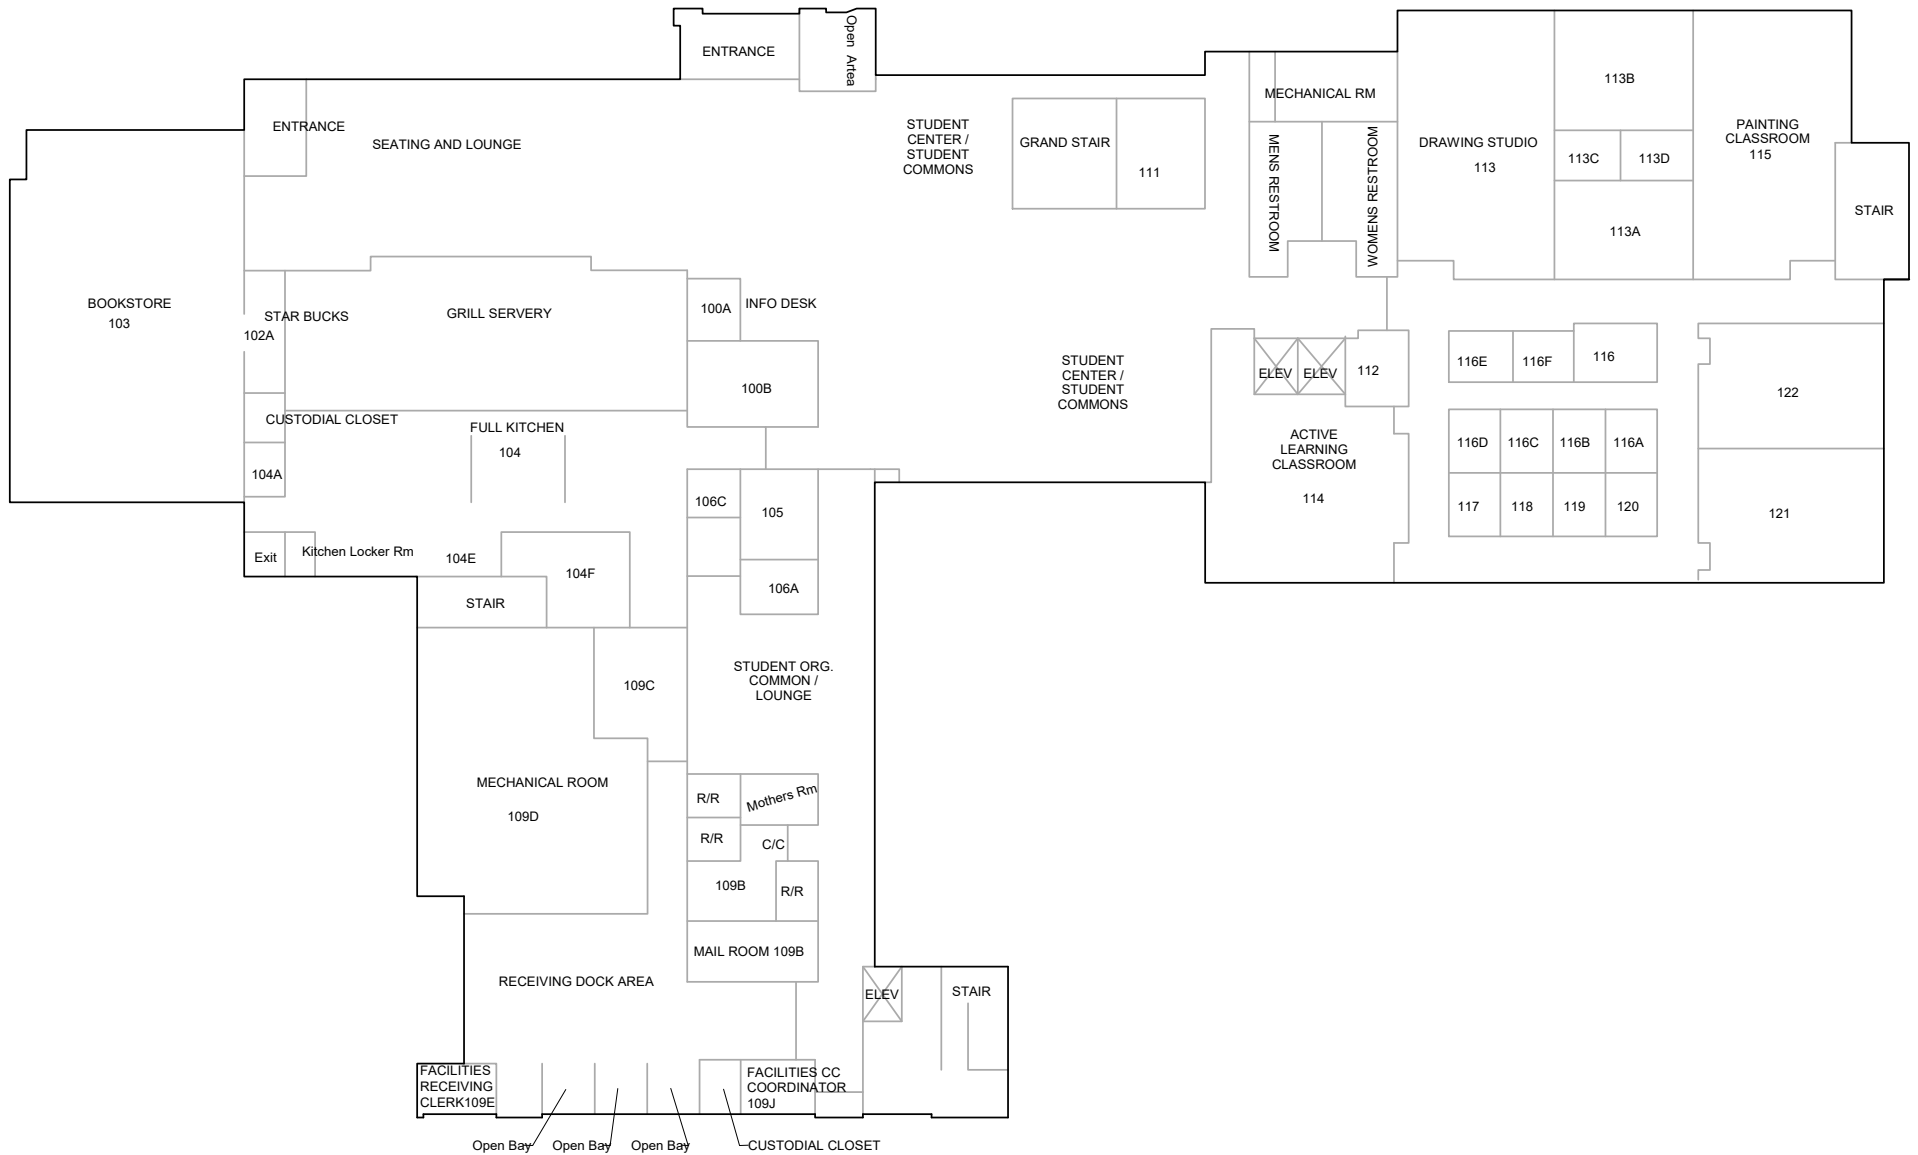 ENTRANCE
Open Artea
ENTRANCE
SEATING AND LOUNGE
STUDENT
CENTER /
STUDENT
COMMONS
GRAND STAIR
111
MECHANICAL RM
MENS RESTROOM
WOMENS RESTROOM
DRAWING STUDIO
113
113B
113C
113D
113A
PAINTING
CLASSROOM
115
STAIR
BOOKSTORE
103
STAR BUCKS
102A
GRILL SERVERY
100A
INFO DESK
100B
STUDENT
CENTER /
STUDENT
COMMONS
ELEV
ELEV
112
116E
116F
116
122
CUSTODIAL CLOSET
FULL KITCHEN
104
104A
ACTIVE
LEARNING
CLASSROOM
114
116D
116C
116B
116A
117
118
119
120
121
106C
105
Exit
Kitchen Locker Rm
104E
104F
106A
STAIR
STUDENT ORG.
COMMON /
LOUNGE
109C
MECHANICAL ROOM
109D
R/R
Mothers Rm
R/R
C/C
109B
R/R
MAIL ROOM 109B
RECEIVING DOCK AREA
ELEV
STAIR
FACILITIES
RECEIVING
CLERK109E
FACILITIES CC
COORDINATOR
109J
Open Bay
Open Bay
Open Bay
CUSTODIAL CLOSET